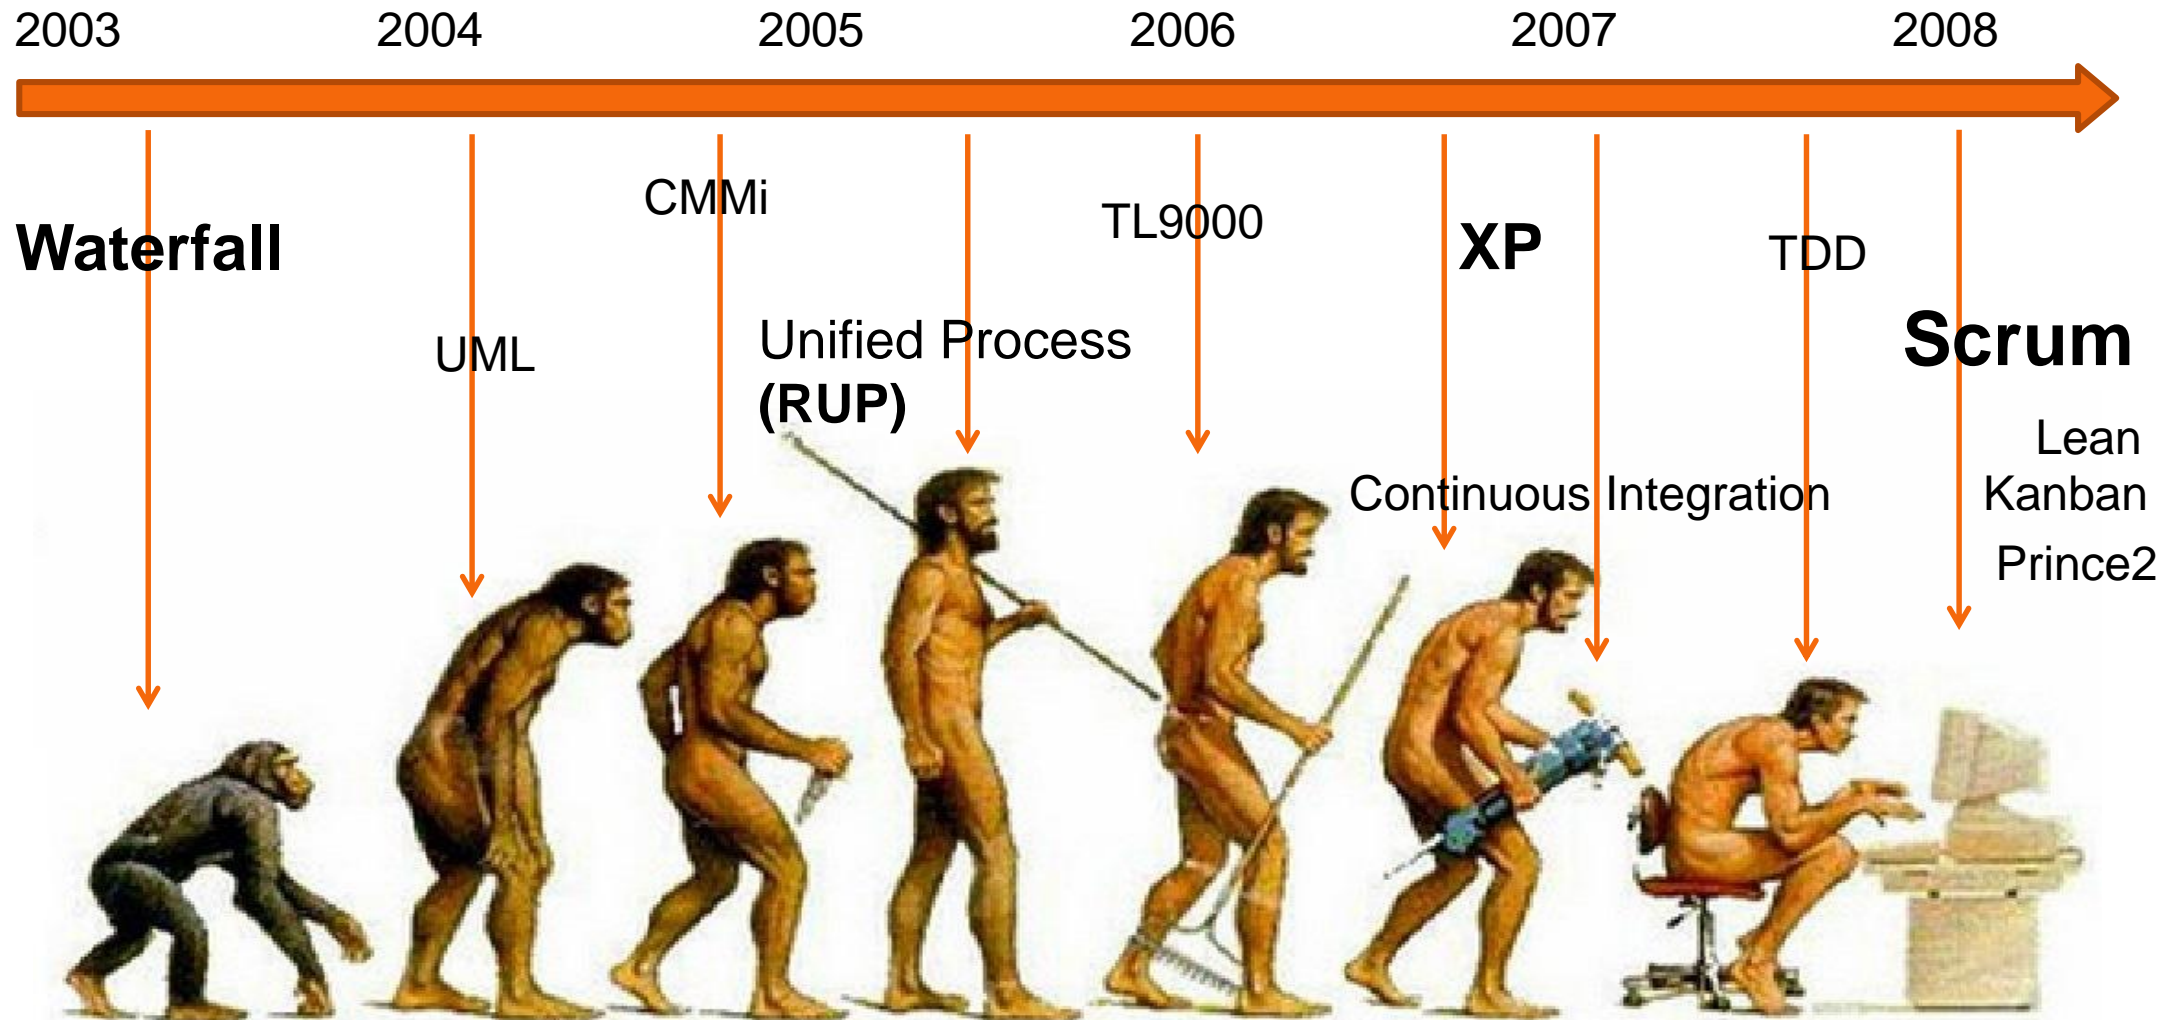 2003 2004 2005 2006 2007 2008
CMMi
TL9000
Waterfall
XP
TDD
UML
Unified Process
(RUP)
Scrum
Lean
Continuous Integration
Kanban
Prince2